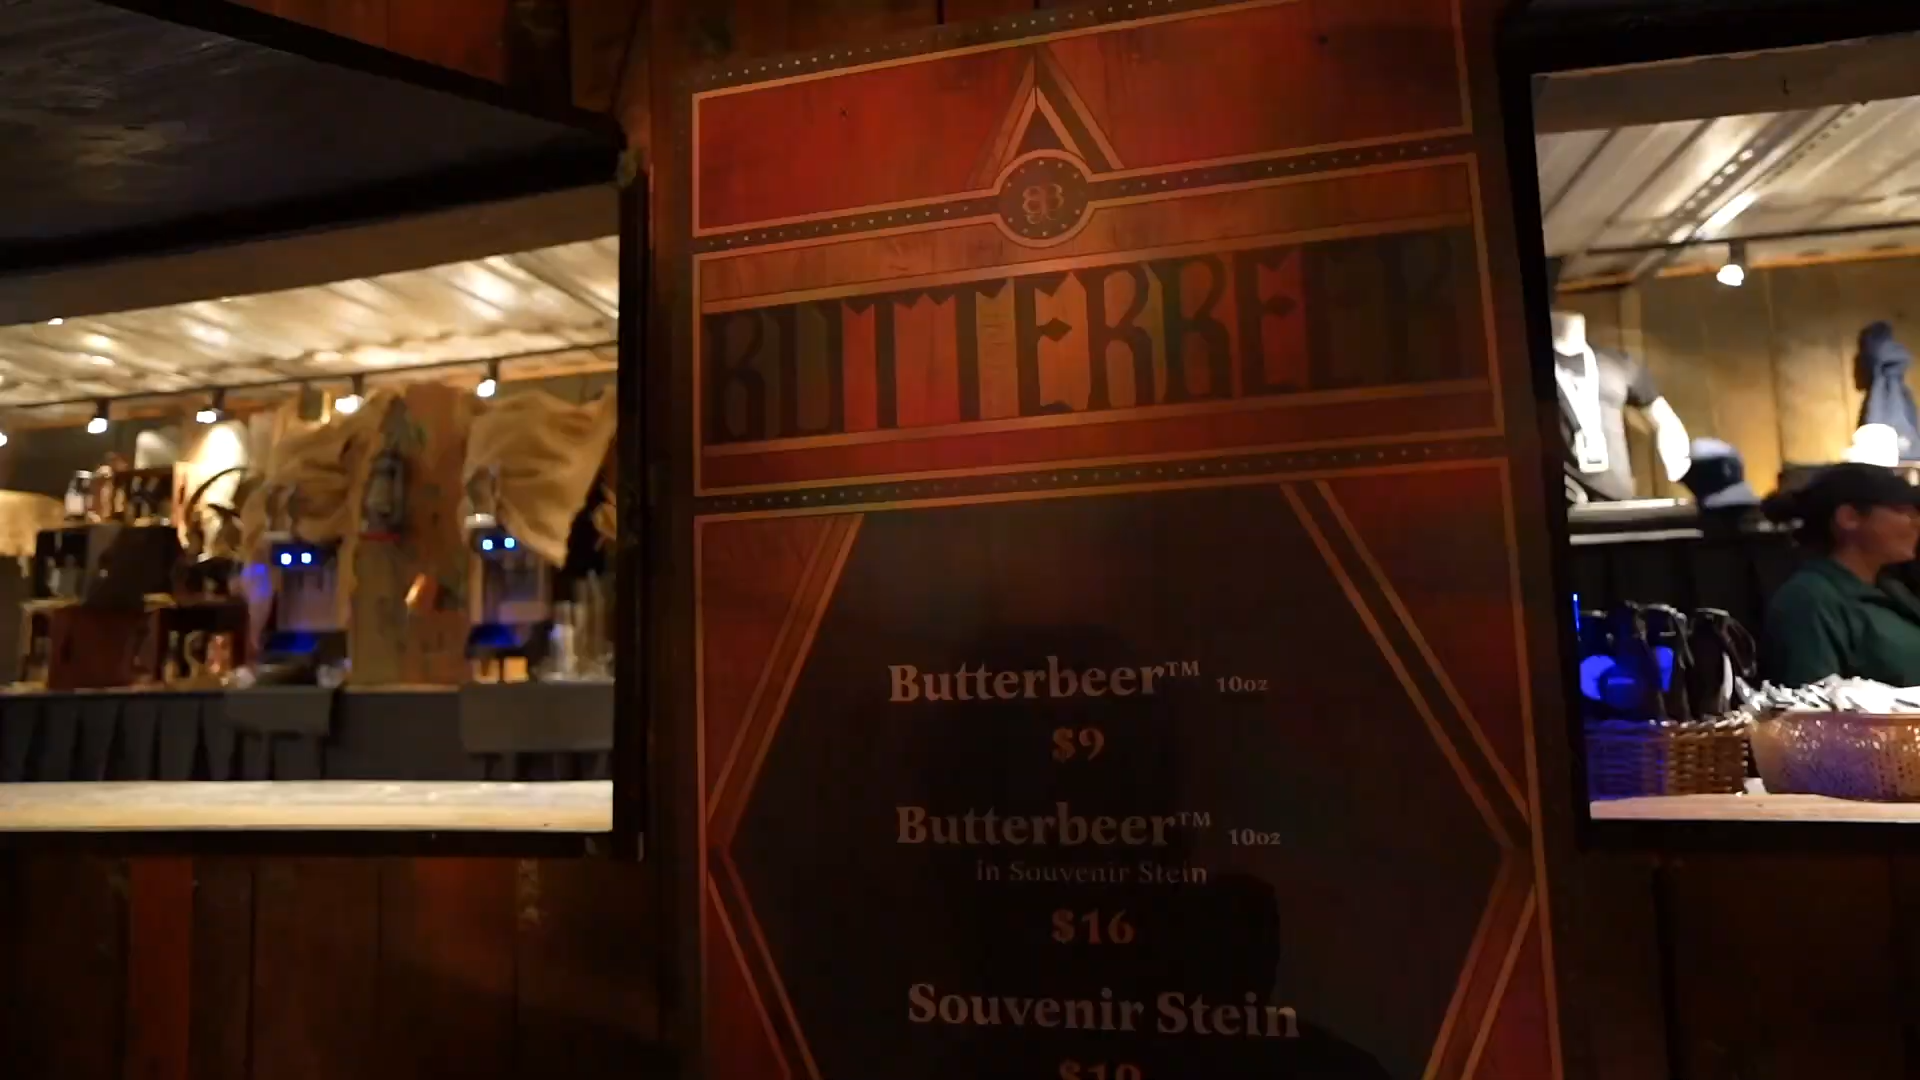 BUTTERBEER
Butterbeer™ 10oz
$9
Butterbeer™ 10oz
In Souvenir Stein
$16
Souvenir Stein